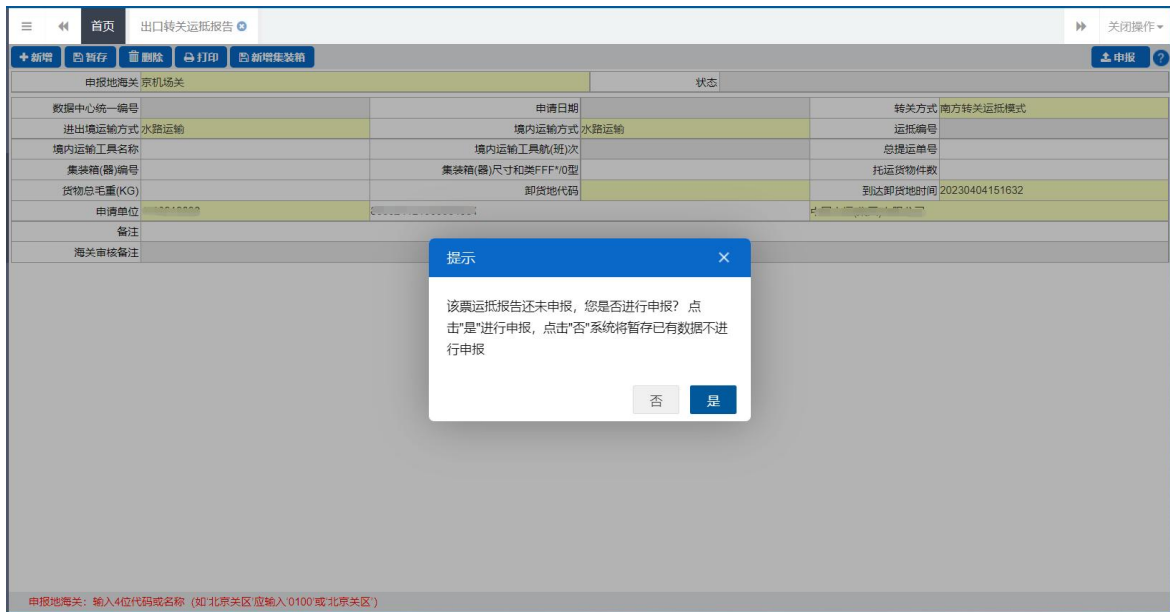 首页 出口转关运抵报告 关闭操作
新增 暂存 删除 打印 新增集装箱 申报
申报地海关 京机场关 状态
数据中心统一编号 申请日期 转关方式 南方转关运抵模式
进出境运输方式 水路运输 境内运输方式 水路运输 运抵编号
境内运输工具名称 境内运输工具航(班)次 总提运单号
集装箱(器)编号 集装箱(器)尺寸和类FFF*/0型 托运货物件数
货物总毛重(KG) 卸货地代码 到达卸货地时间 20230404151632
申请单位
备注
海关审核备注
提示
该票运抵报告还未申报，您是否进行申报？ 点
击"是"进行申报，点击"否"系统将暂存已有数据不进
行申报
否 是
申报地海关：输入4位代码或名称（如'北京关区'应输入'0100'或'北京关区'）